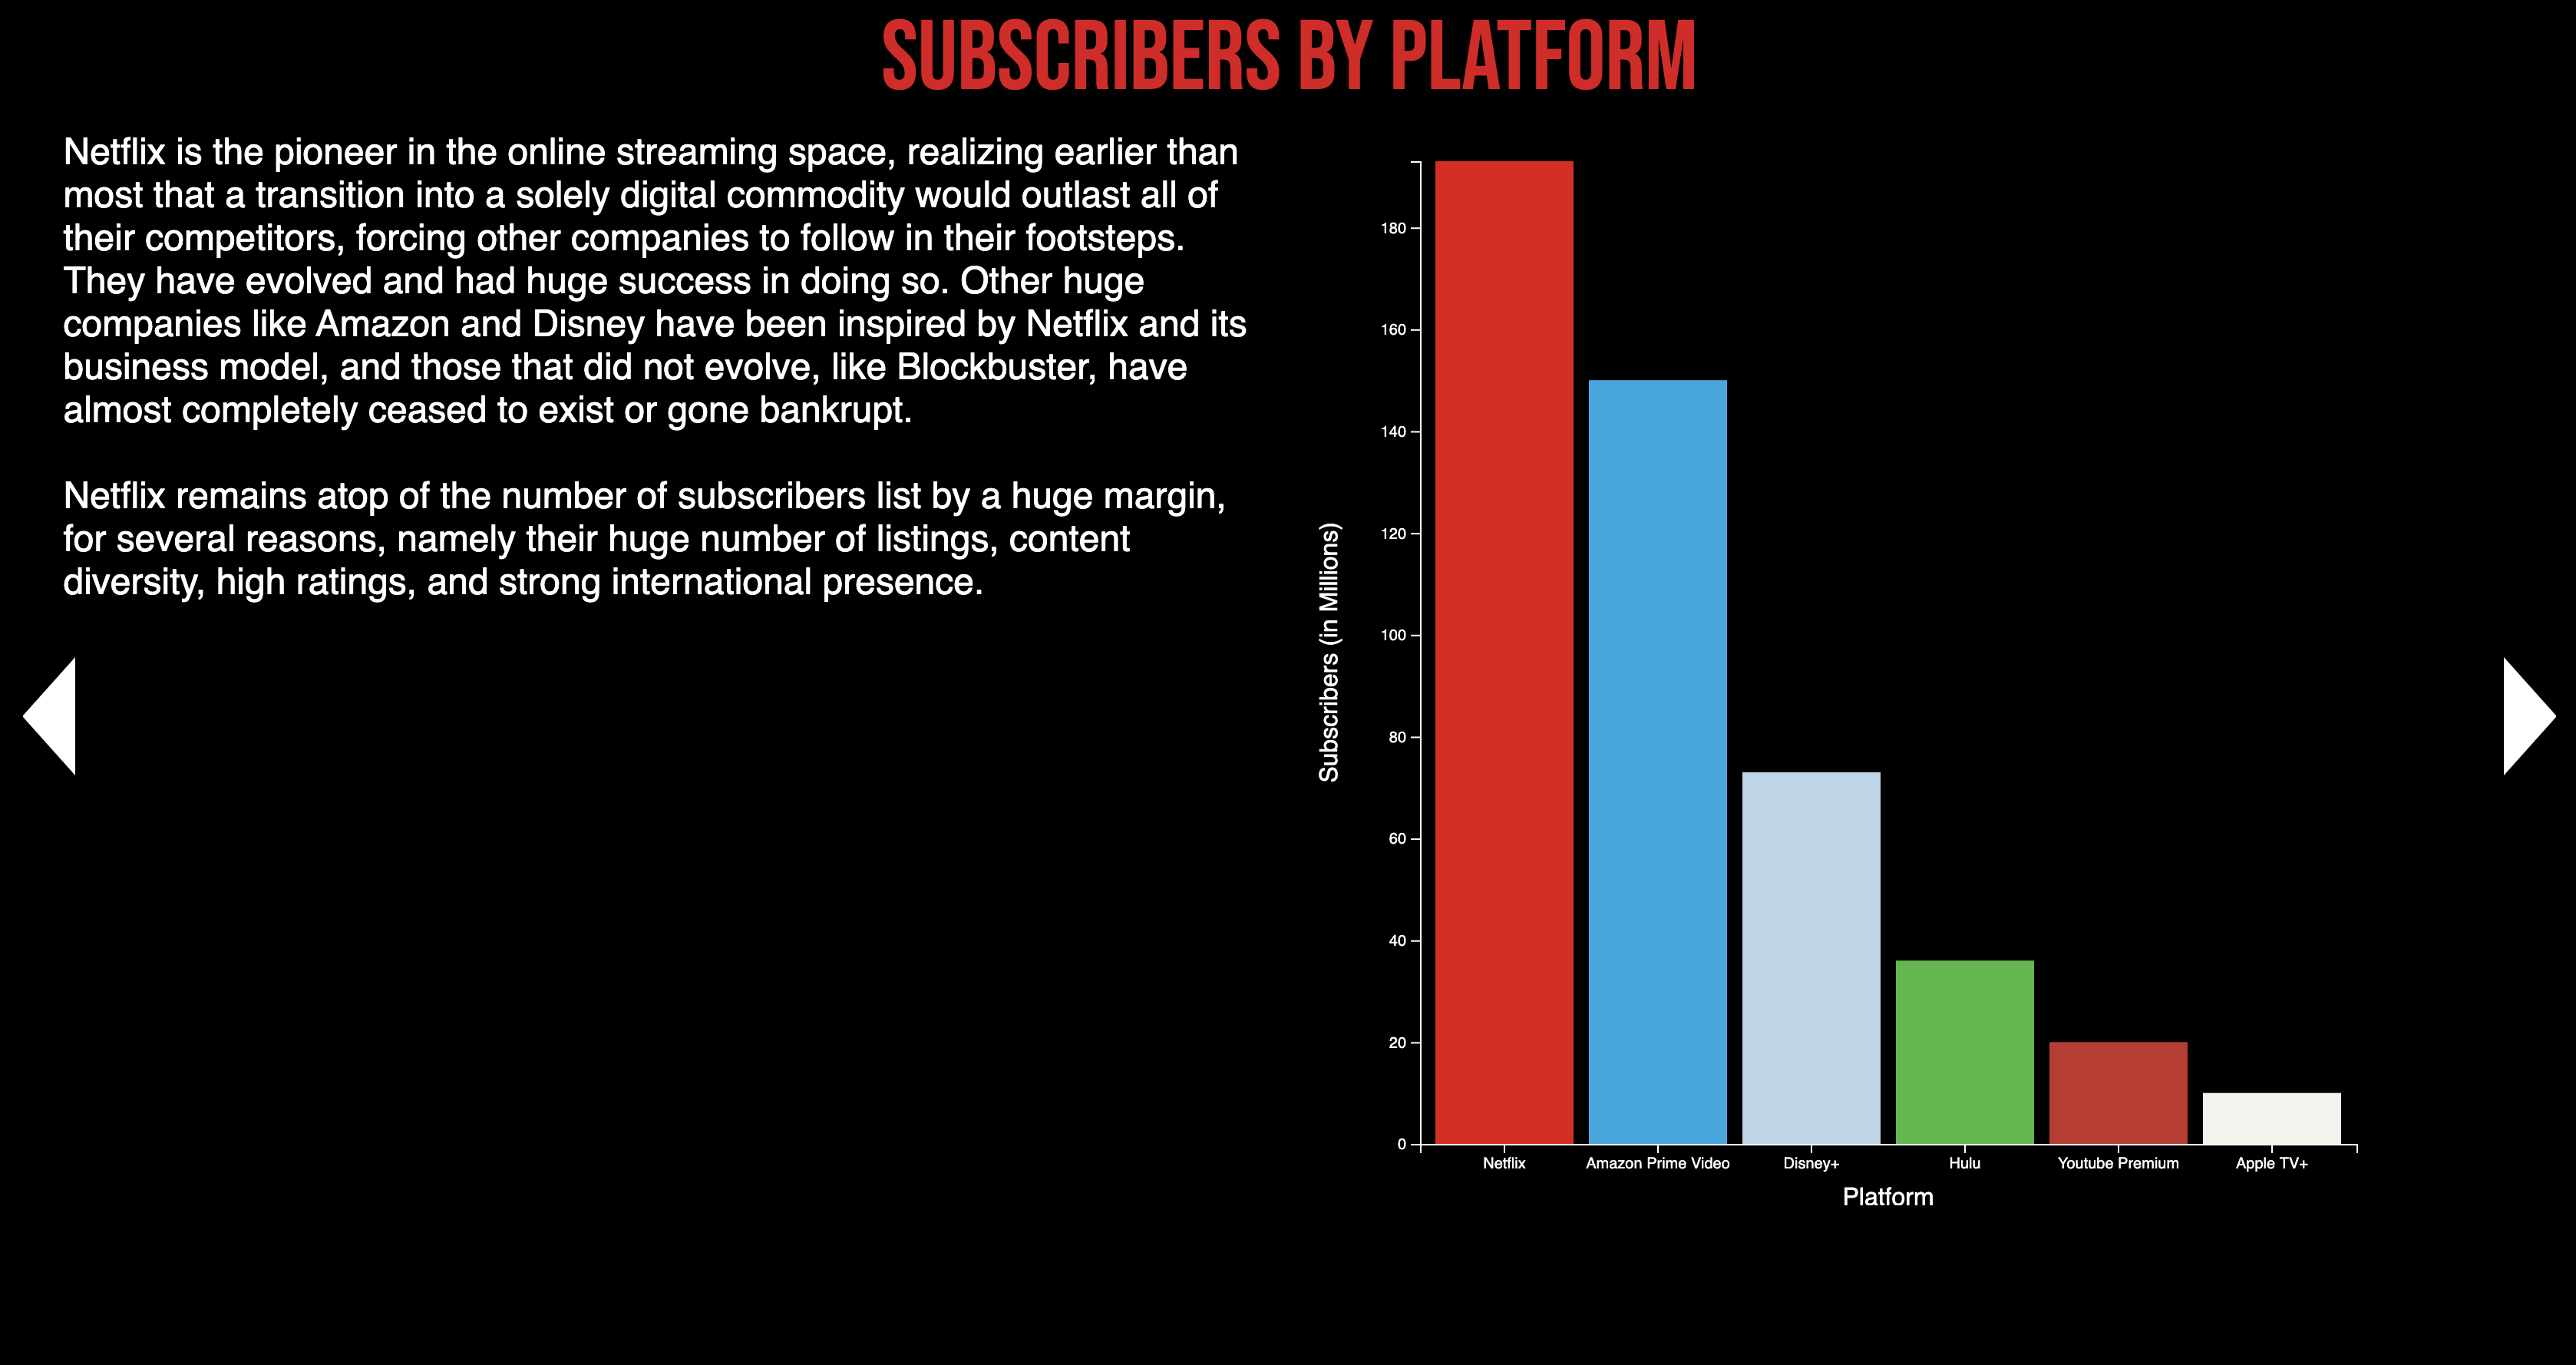 SUBSCRIBERS BY PLATFORM
Netflix is the pioneer in the online streaming space, realizing earlier than
most that a transition into a solely digital commodity would outlast all of
their competitors, forcing other companies to follow in their footsteps.
They have evolved and had huge success in doing so. Other huge
companies like Amazon and Disney have been inspired by Netflix and its
business model, and those that did not evolve, like Blockbuster, have
almost completely ceased to exist or gone bankrupt.
Netflix remains atop of the number of subscribers list by a huge margin,
for several reasons, namely their huge number of listings, content
diversity, high ratings, and strong international presence.
Subscribers (in Millions)
180
160
140
120
100
80
60
40
20
0
Netflix
Amazon Prime Video
Disney+
Hulu
Youtube Premium
Apple TV+
Platform